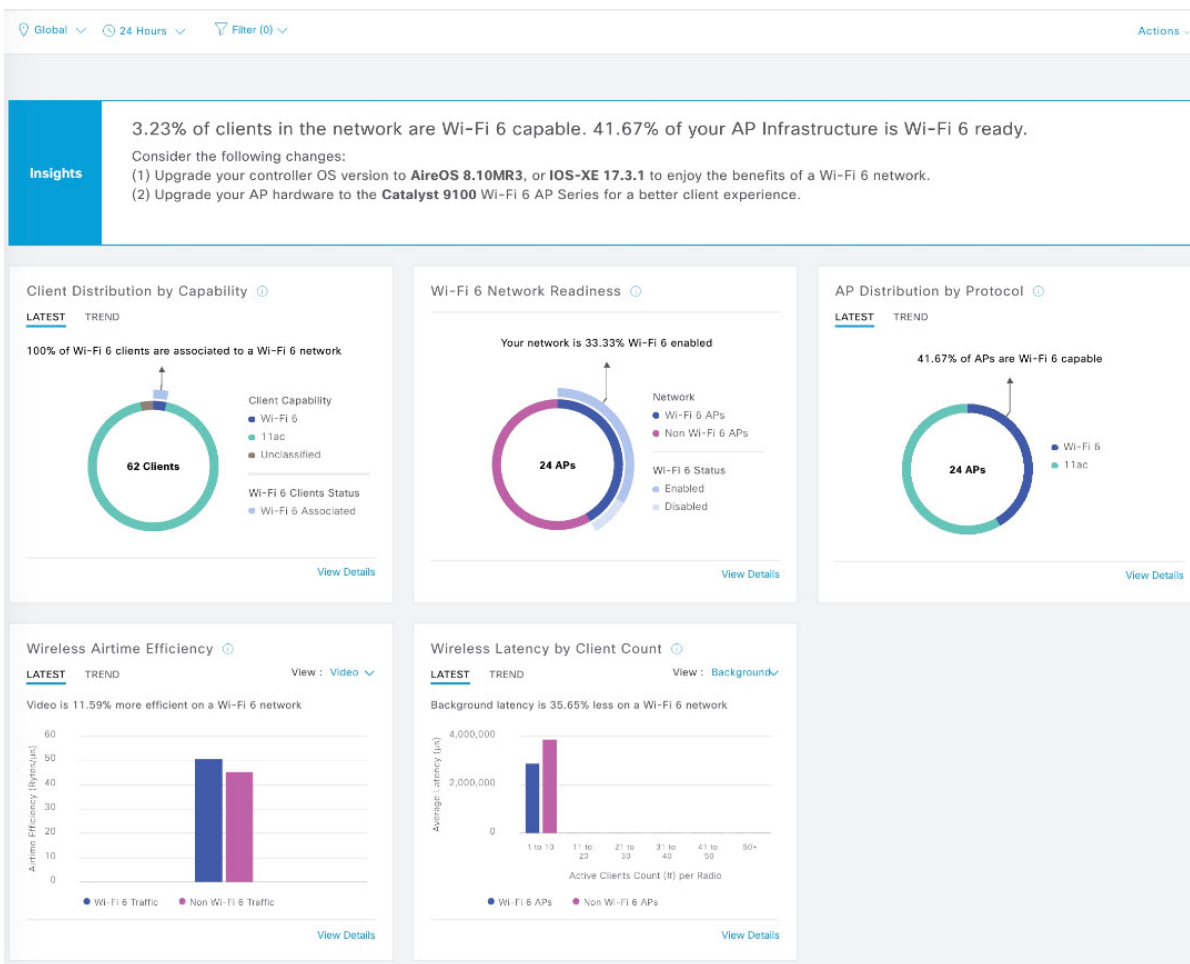 Global
24 Hours
Filter (0)
Actions
Insights
3.23% of clients in the network are Wi-Fi 6 capable. 41.67% of your AP Infrastructure is Wi-Fi 6 ready.
Consider the following changes:
(1) Upgrade your controller OS version to AireOS 8.10MR3, or IOS-XE 17.3.1 to enjoy the benefits of a Wi-Fi 6 network.
(2) Upgrade your AP hardware to the Catalyst 9100 Wi-Fi 6 AP Series for a better client experience.
Client Distribution by Capability
LATEST TREND
100% of Wi-Fi 6 clients are associated to a Wi-Fi 6 network
62 Clients
Client Capability
Wi-Fi 6
11ac
Unclassified
Wi-Fi 6 Clients Status
Wi-Fi 6 Associated
View Details
Wi-Fi 6 Network Readiness
Your network is 33.33% Wi-Fi 6 enabled
24 APs
Network
Wi-Fi 6 APs
Non Wi-Fi 6 APs
Wi-Fi 6 Status
Enabled
Disabled
View Details
AP Distribution by Protocol
LATEST TREND
41.67% of APs are Wi-Fi 6 capable
24 APs
Wi-Fi 6
11ac
View Details
Wireless Airtime Efficiency
LATEST TREND
View : Video
Video is 11.59% more efficient on a Wi-Fi 6 network
Airtime Efficiency (Bytes/μs)
60
50
40
30
20
10
0
Wi-Fi 6 Traffic Non Wi-Fi 6 Traffic
View Details
Wireless Latency by Client Count
LATEST TREND
View : Background
Background latency is 35.65% less on a Wi-Fi 6 network
Average Latency (μs)
4,000,000
2,000,000
0
1 to 10 11 to 20 21 to 30 31 to 40 41 to 50 50+
Active Clients Count (#) per Radio
Wi-Fi 6 APs Non Wi-Fi 6 APs
View Details